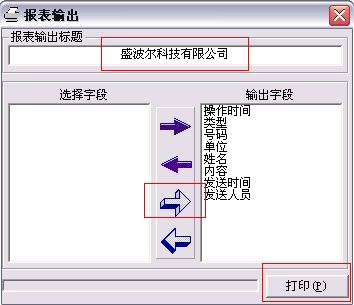 报表输出
报表输出标题
盛波尔科技有限公司
选择字段
输出字段
操作时间
类型
号码
单位
姓名
内容
发送时间
发送人员
打印(P)